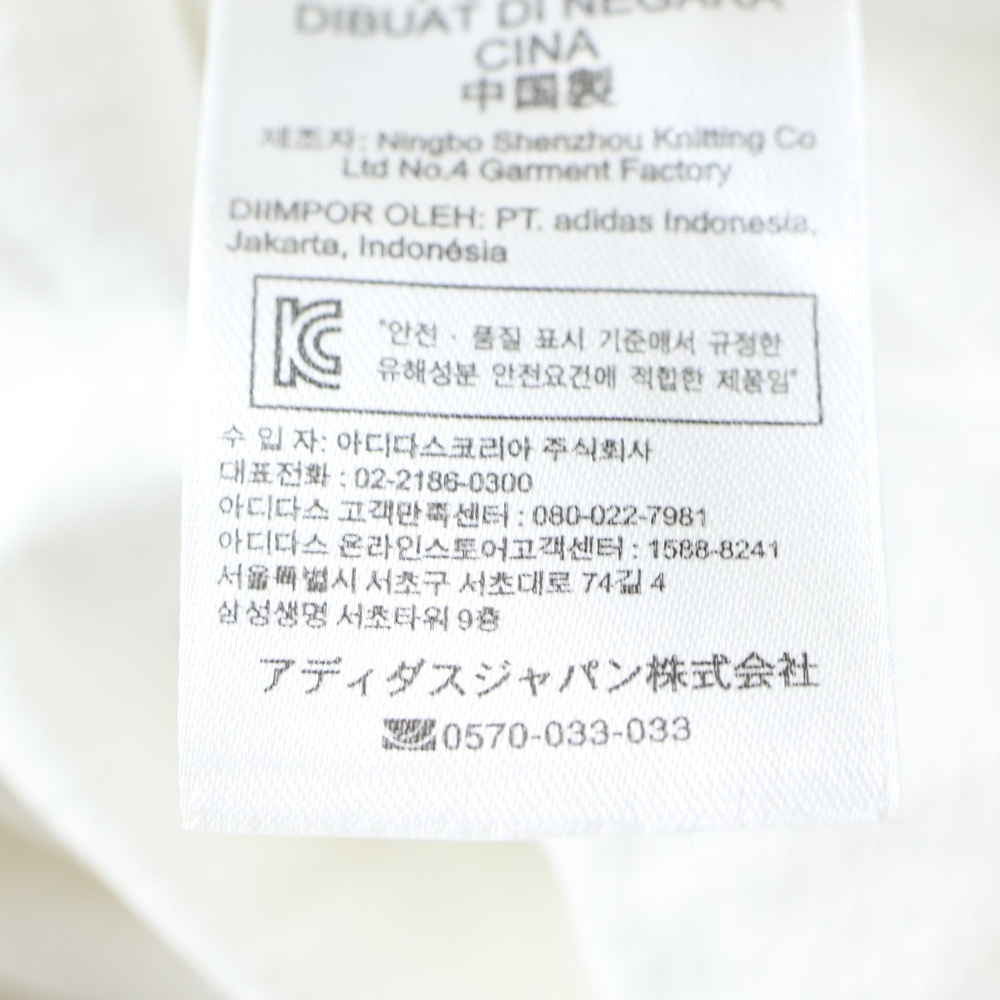 DIBUAT DI NEGARA
CINA
中国製
제조자: Ningbo Shenzhou Knitting Co
Ltd No.4 Garment Factory
DIIMPOR OLEH: PT. adidas Indonesia,
Jakarta, Indonésia
KC
"안전 · 품질 표시 기준에서 규정한
유해성분 안전요건에 적합한 제품임"
수 입 자: 아디다스코리아 주식회사
대표전화 : 02-2186-0300
아디다스 고객만족센터 : 080-022-7981
아디다스 온라인스토어고객센터 : 1588-8241
서울특별시 서초구 서초대로 74길 4
삼성생명 서초타워 9층
アディダスジャパン株式会社
0570-033-033